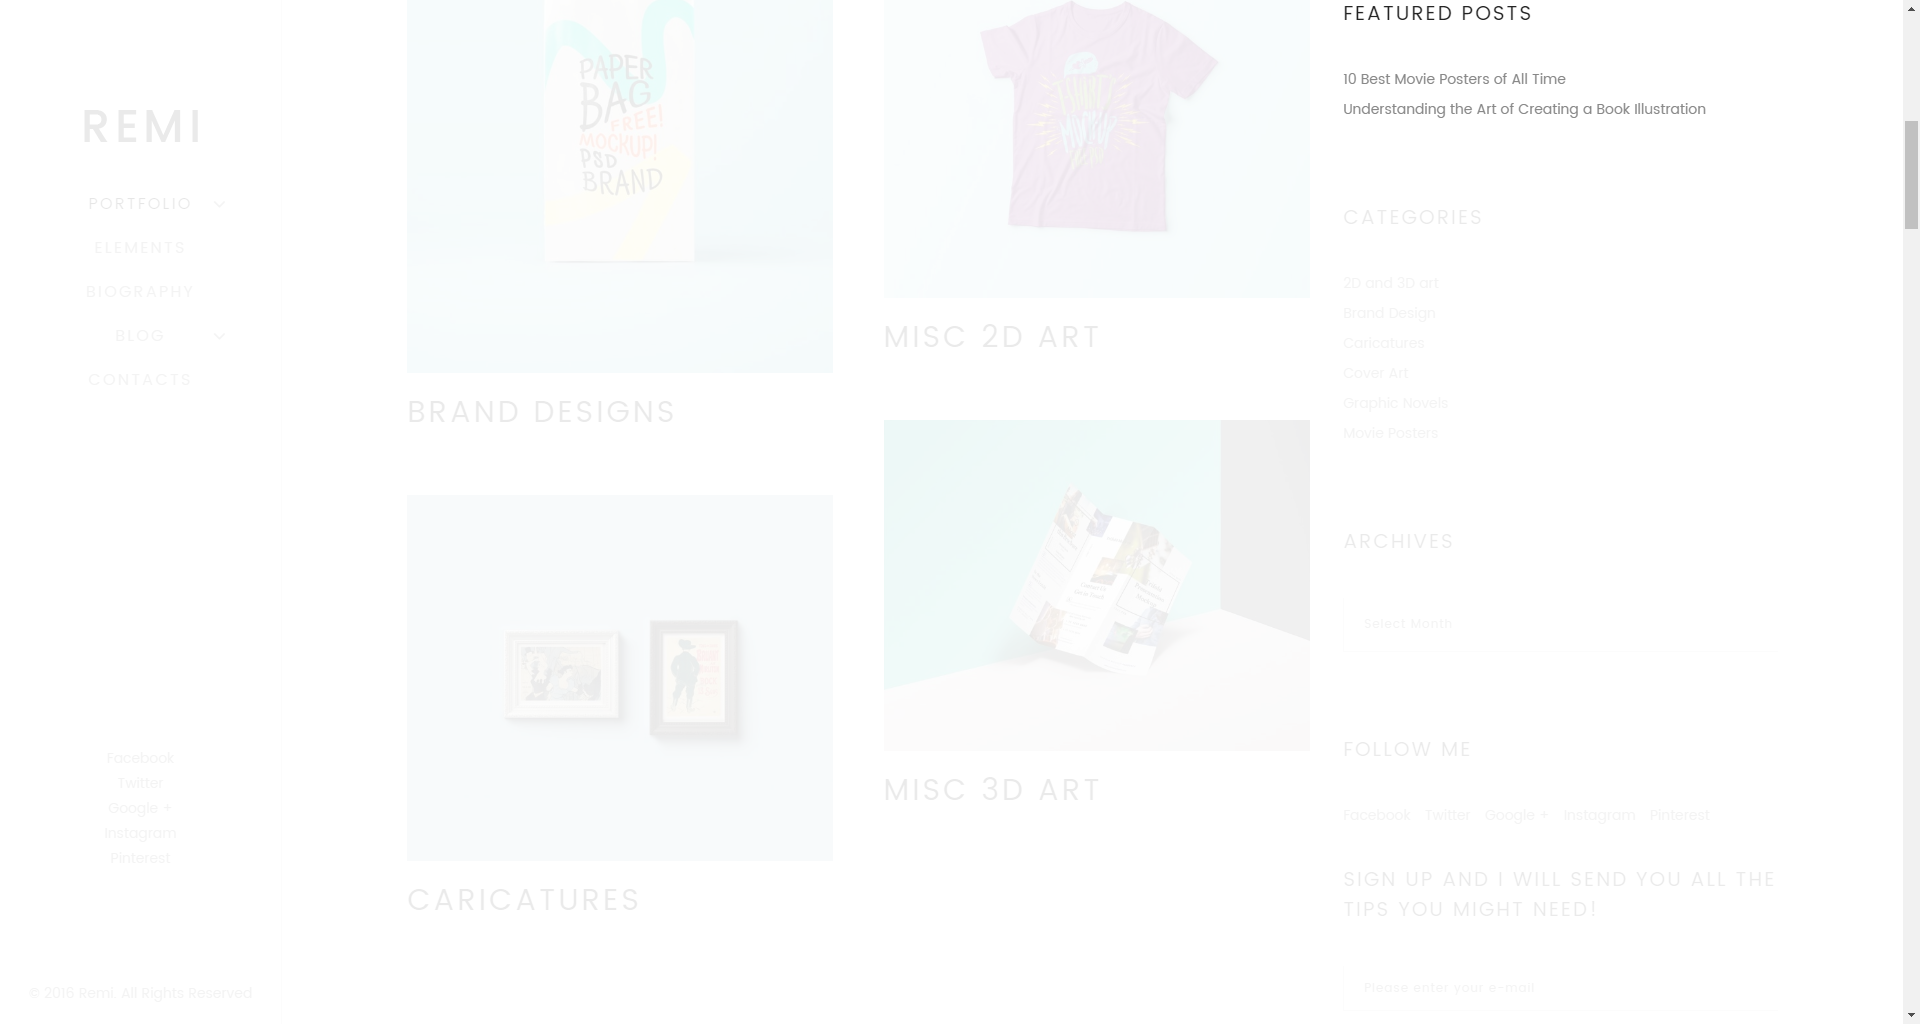 REMI
PORTFOLIO
ELEMENTS
BIOGRAPHY
BLOG
CONTACTS
Facebook
Twitter
Google +
Instagram
Pinterest
© 2016 Remi. All Rights Reserved
PAPER
BAG
FREE!
MOCKUP!
PSD
BRAND
BRAND DESIGNS
CARICATURES
MISC 2D ART
MISC 3D ART
FEATURED POSTS
10 Best Movie Posters of All Time
Understanding the Art of Creating a Book Illustration
CATEGORIES
2D and 3D art
Brand Design
Caricatures
Cover Art
Graphic Novels
Movie Posters
ARCHIVES
Select Month
FOLLOW ME
Facebook Twitter Google + Instagram Pinterest
SIGN UP AND I WILL SEND YOU ALL THE
TIPS YOU MIGHT NEED!
Please enter your e-mail